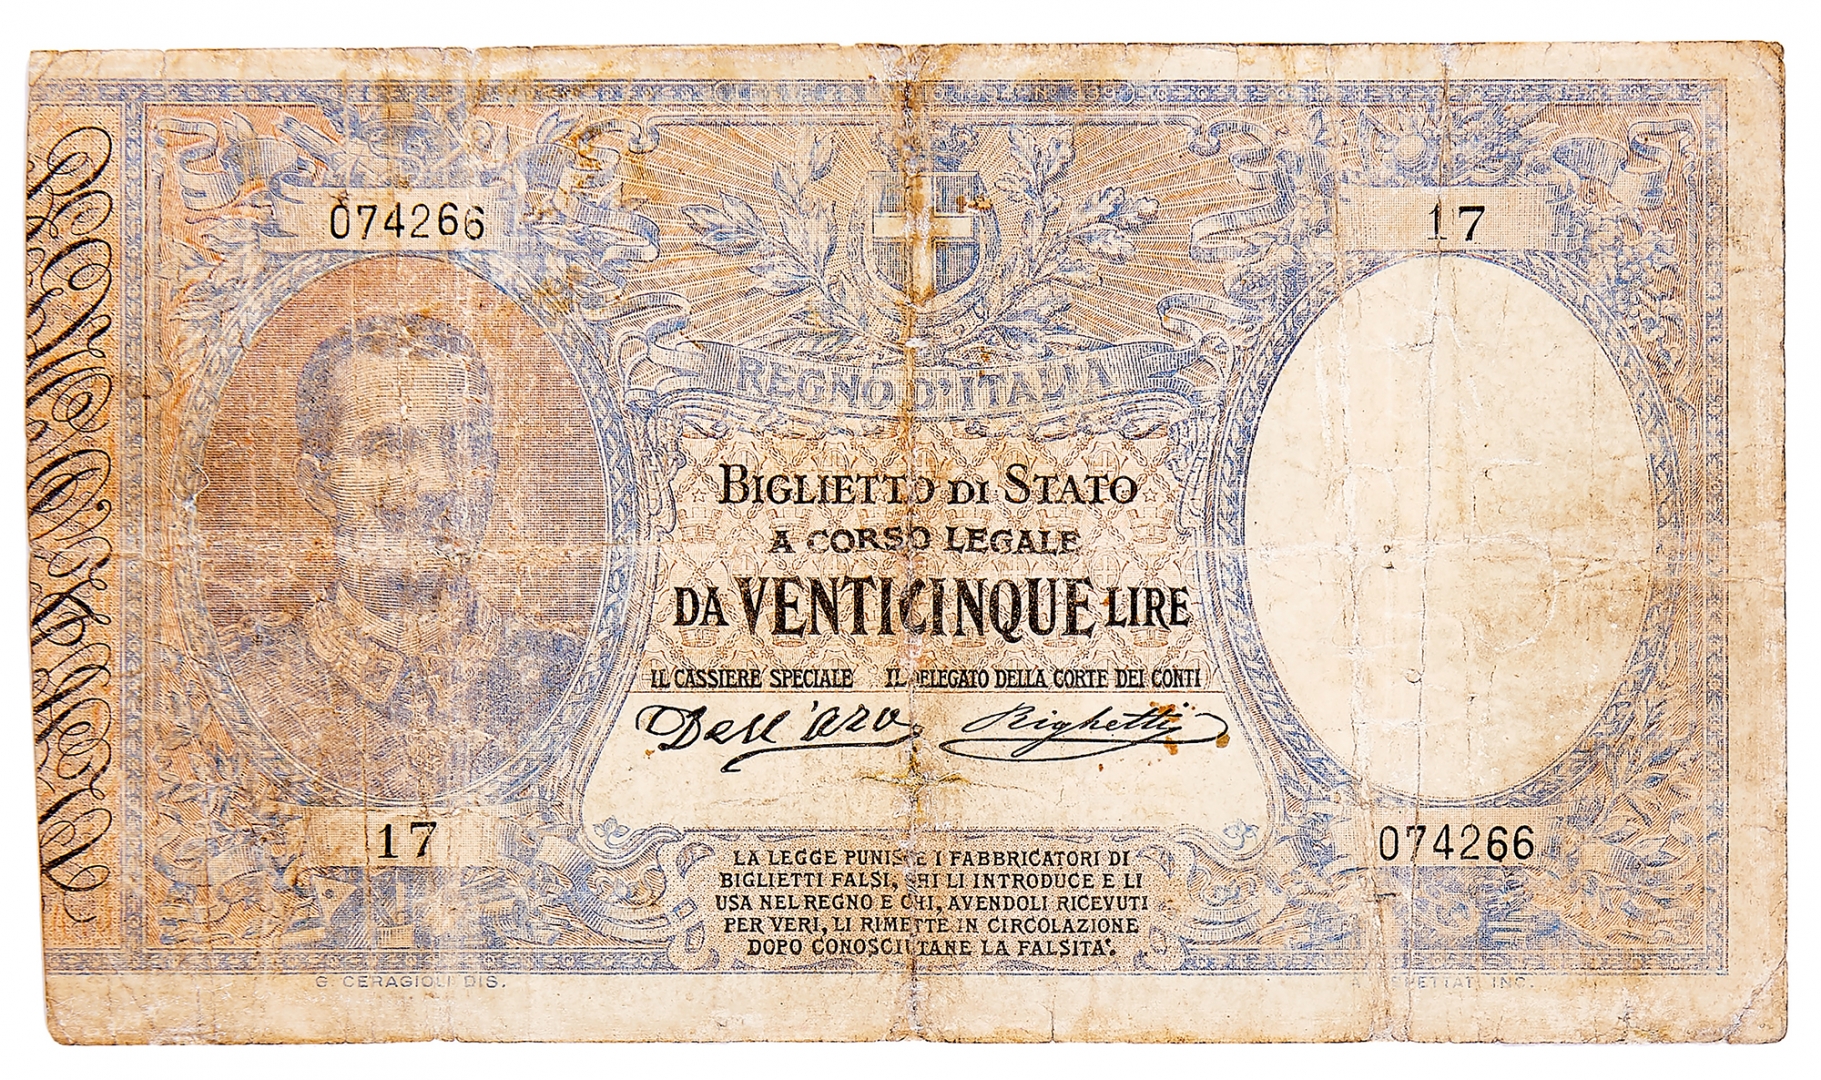 074266
17
REGNO D'ITALIA
BIGLIETTO DI STATO
A CORSO LEGALE
DA VENTICINQUE LIRE
IL CASSIERE SPECIALE IL DELEGATO DELLA CORTE DEI CONTI
Dell'Ara Righetti
17
074266
LA LEGGE PUNISCE I FABBRICATORI DI
BIGLIETTI FALSI, CHI LI INTRODUCE E LI
USA NEL REGNO E CHI, AVENDOLI RICEVUTI
PER VERI, LI RIMETTE IN CIRCOLAZIONE
DOPO CONOSCIUTANE LA FALSITA'.
G. CERAGIOLI DIS.
INC.